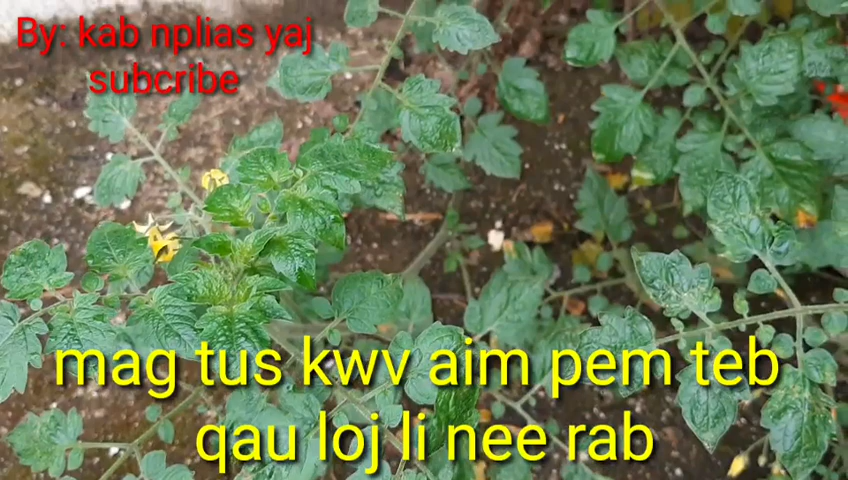 By: kab nplias yaj
subcribe
mag tus kwv aim pem teb
qau loj li nee rab